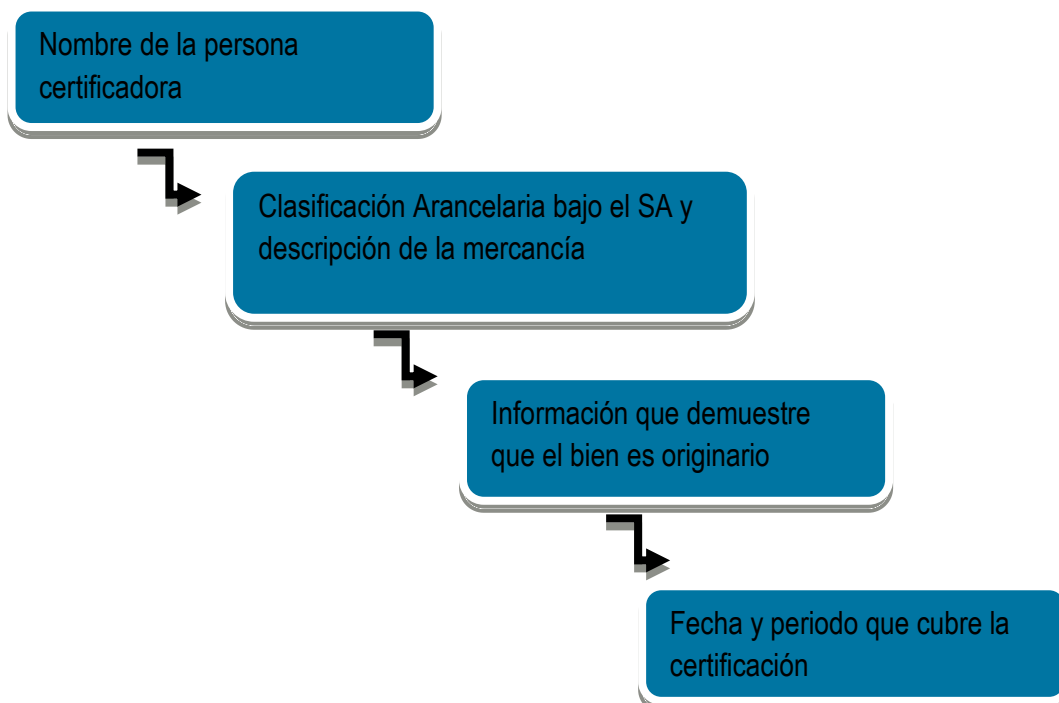 Nombre de la persona
certificadora
Clasificación Arancelaria bajo el SA y
descripción de la mercancía
Información que demuestre
que el bien es originario
Fecha y periodo que cubre la
certificación